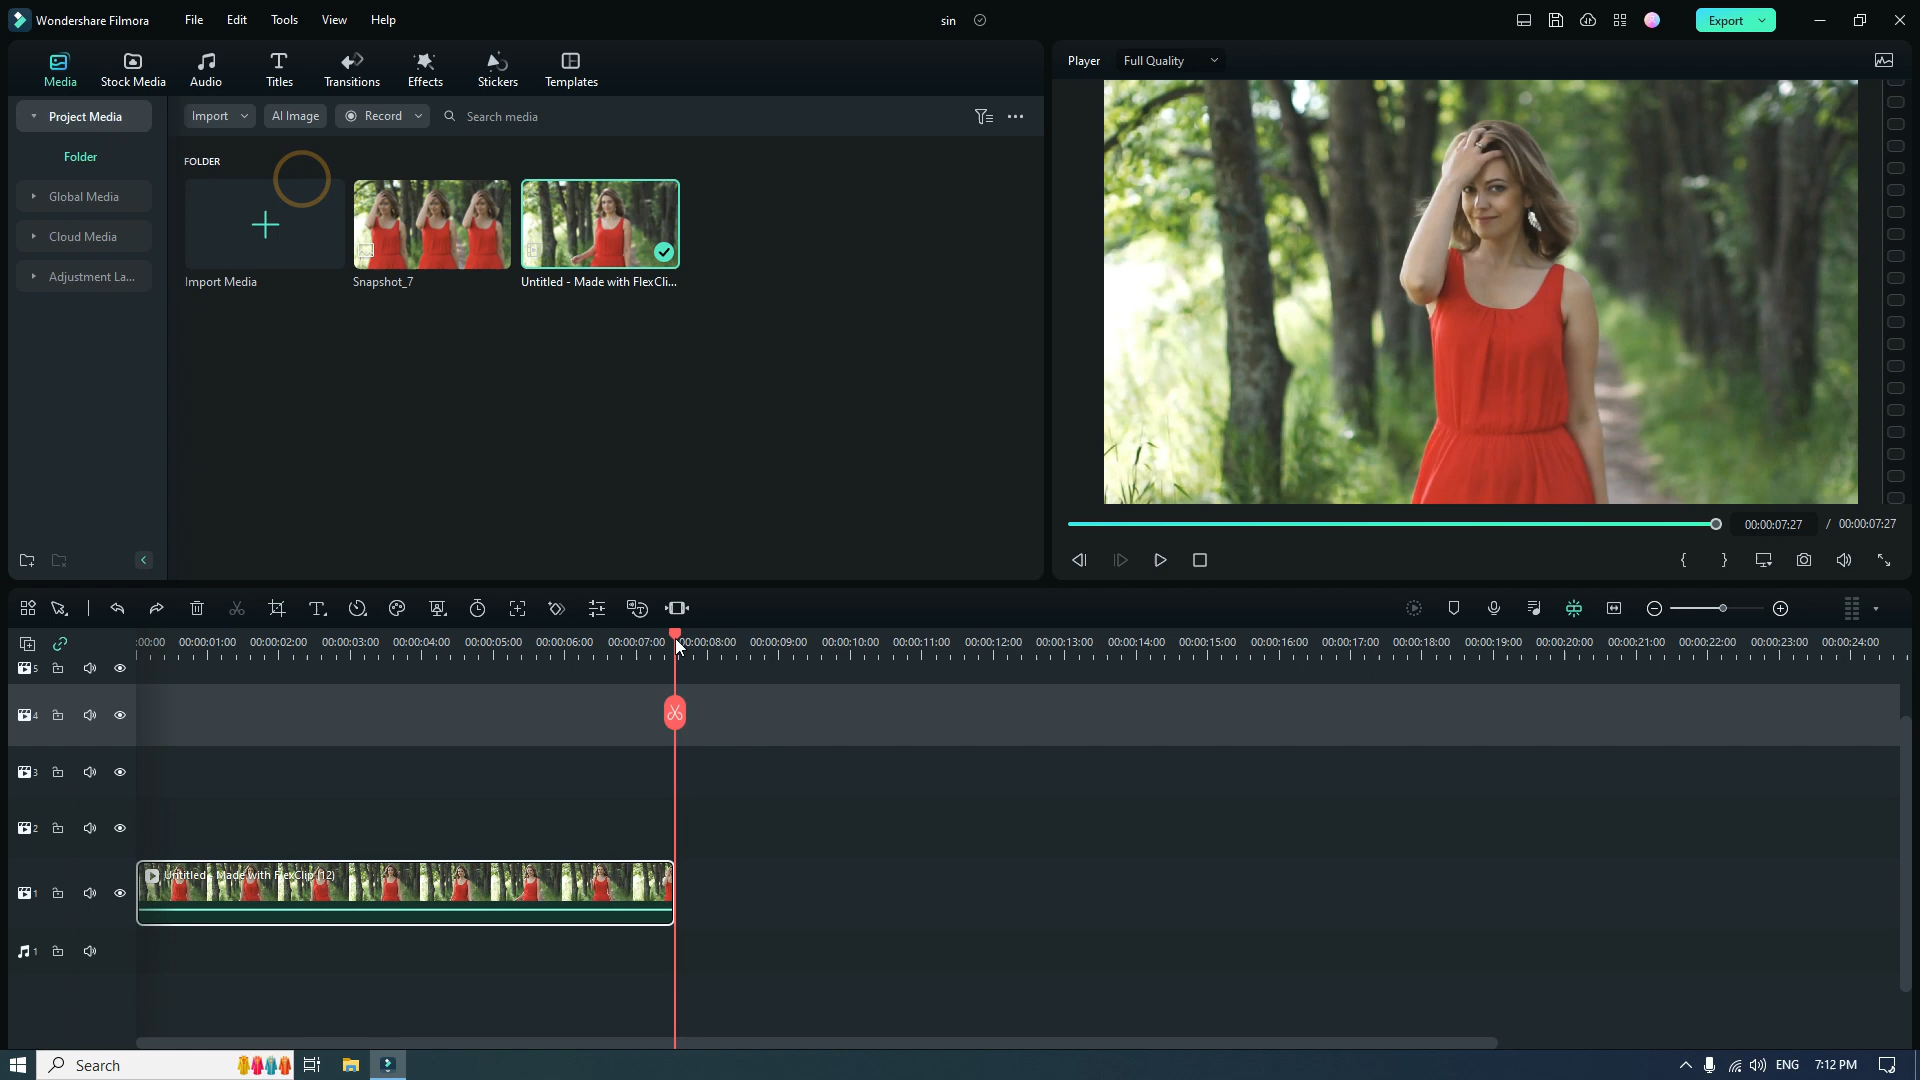 Wondershare Filmora File Edit Tools View Help sin Export
Media Stock Media Audio Titles Transitions Effects Stickers Templates
Player Full Quality
Project Media
Import AI Image Record Search media
Folder
FOLDER
Global Media
Cloud Media
Adjustment La...
Import Media Snapshot_7 Untitled - Made with FlexCli...
00:00:07:27 / 00:00:07:27
:00:00 00:00:01:00 00:00:02:00 00:00:03:00 00:00:04:00 00:00:05:00 00:00:06:00 00:00:07:00 00:00:08:00 00:00:09:00 00:00:10:00 00:00:11:00 00:00:12:00 00:00:13:00 00:00:14:00 00:00:15:00 00:00:16:00 00:00:17:00 00:00:18:00 00:00:19:00 00:00:20:00 00:00:21:00 00:00:22:00 00:00:23:00 00:00:24:00
5
4
3
2
Untitled - Made with FlexClip (12)
1
1
Search ENG 7:12 PM